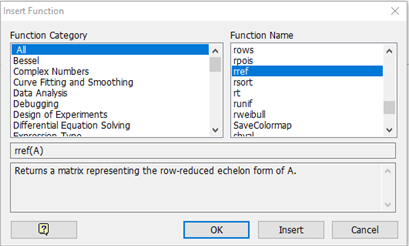 Insert Function
Function Category
Function Name
All
Bessel
Complex Numbers
Curve Fitting and Smoothing
Data Analysis
Debugging
Design of Experiments
Differential Equation Solving
Expression Type
rows
rpois
rref
rsort
rt
runif
rweibull
SaveColormap
rref(A)
Returns a matrix representing the row-reduced echelon form of A.
OK
Insert
Cancel